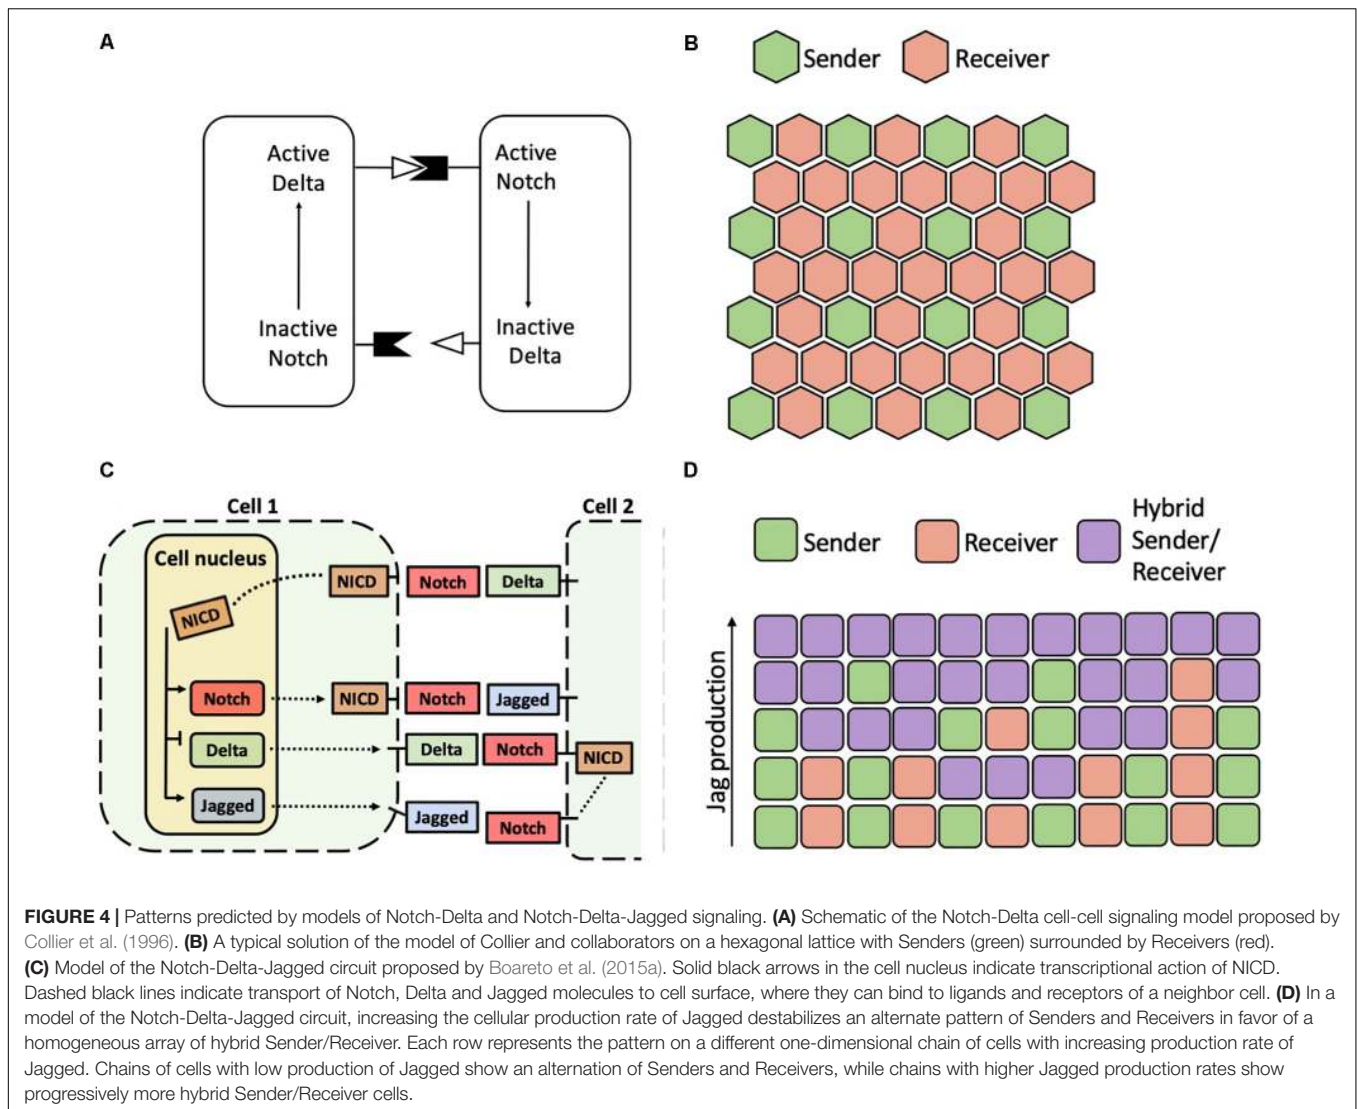 A
Active
Delta
Inactive
Notch
Active
Notch
Inactive
Delta
B
Sender
Receiver
C
Cell 1
Cell 2
Cell nucleus
NICD
NICD
Notch
Delta
Notch
NICD
Notch
Jagged
Delta
Delta
Notch
NICD
Jagged
Jagged
Notch
D
Sender
Receiver
Hybrid
Sender/
Receiver
Jag production
FIGURE 4 | Patterns predicted by models of Notch-Delta and Notch-Delta-Jagged signaling. (A) Schematic of the Notch-Delta cell-cell signaling model proposed by
Collier et al. (1996). (B) A typical solution of the model of Collier and collaborators on a hexagonal lattice with Senders (green) surrounded by Receivers (red).
(C) Model of the Notch-Delta-Jagged circuit proposed by Boareto et al. (2015a). Solid black arrows in the cell nucleus indicate transcriptional action of NICD.
Dashed black lines indicate transport of Notch, Delta and Jagged molecules to cell surface, where they can bind to ligands and receptors of a neighbor cell. (D) In a
model of the Notch-Delta-Jagged circuit, increasing the cellular production rate of Jagged destabilizes an alternate pattern of Senders and Receivers in favor of a
homogeneous array of hybrid Sender/Receiver. Each row represents the pattern on a different one-dimensional chain of cells with increasing production rate of
Jagged. Chains of cells with low production of Jagged show an alternation of Senders and Receivers, while chains with higher Jagged production rates show
progressively more hybrid Sender/Receiver cells.